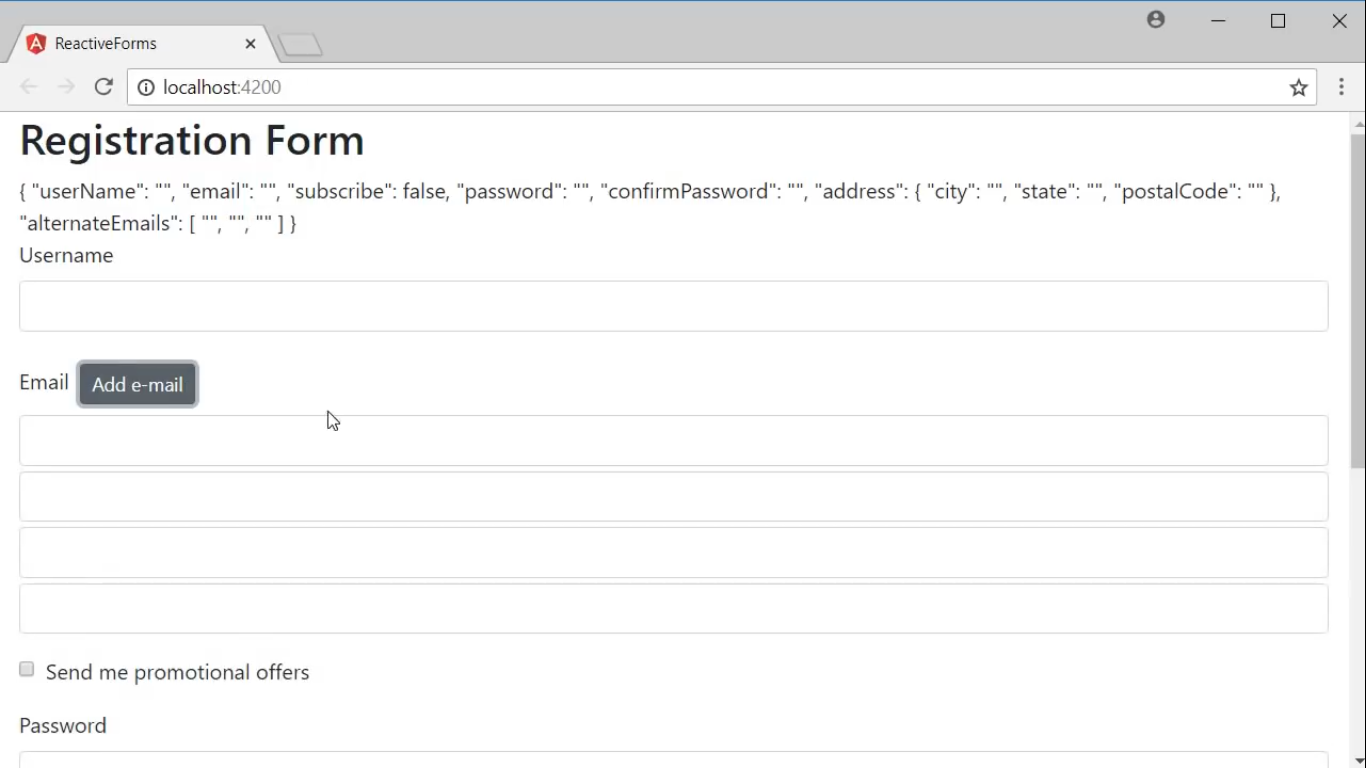 ReactiveForms
localhost:4200
Registration Form
{ "userName": "", "email": "", "subscribe": false, "password": "", "confirmPassword": "", "address": { "city": "", "state": "", "postalCode": "" },
"alternateEmails": [ "", "", "" ] }
Username
Email Add e-mail
Send me promotional offers
Password